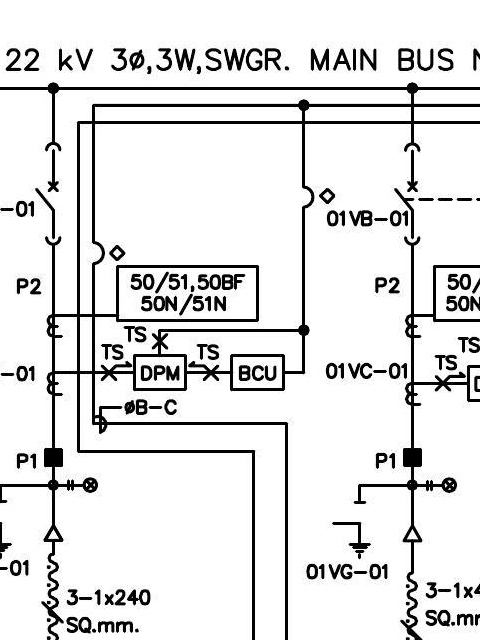 22 kV 3ø,3W,SWGR. MAIN BUS
-01
01VB-01
P2
50/51,50BF
50N/51N
P2
50/
50N
TS
TS
TS
TS
TS
-01
DPM
BCU
01VC-01
øB-C
P1
P1
-01
01VG-01
3-1x240
SQ.mm.
3-1x4
SQ.mm